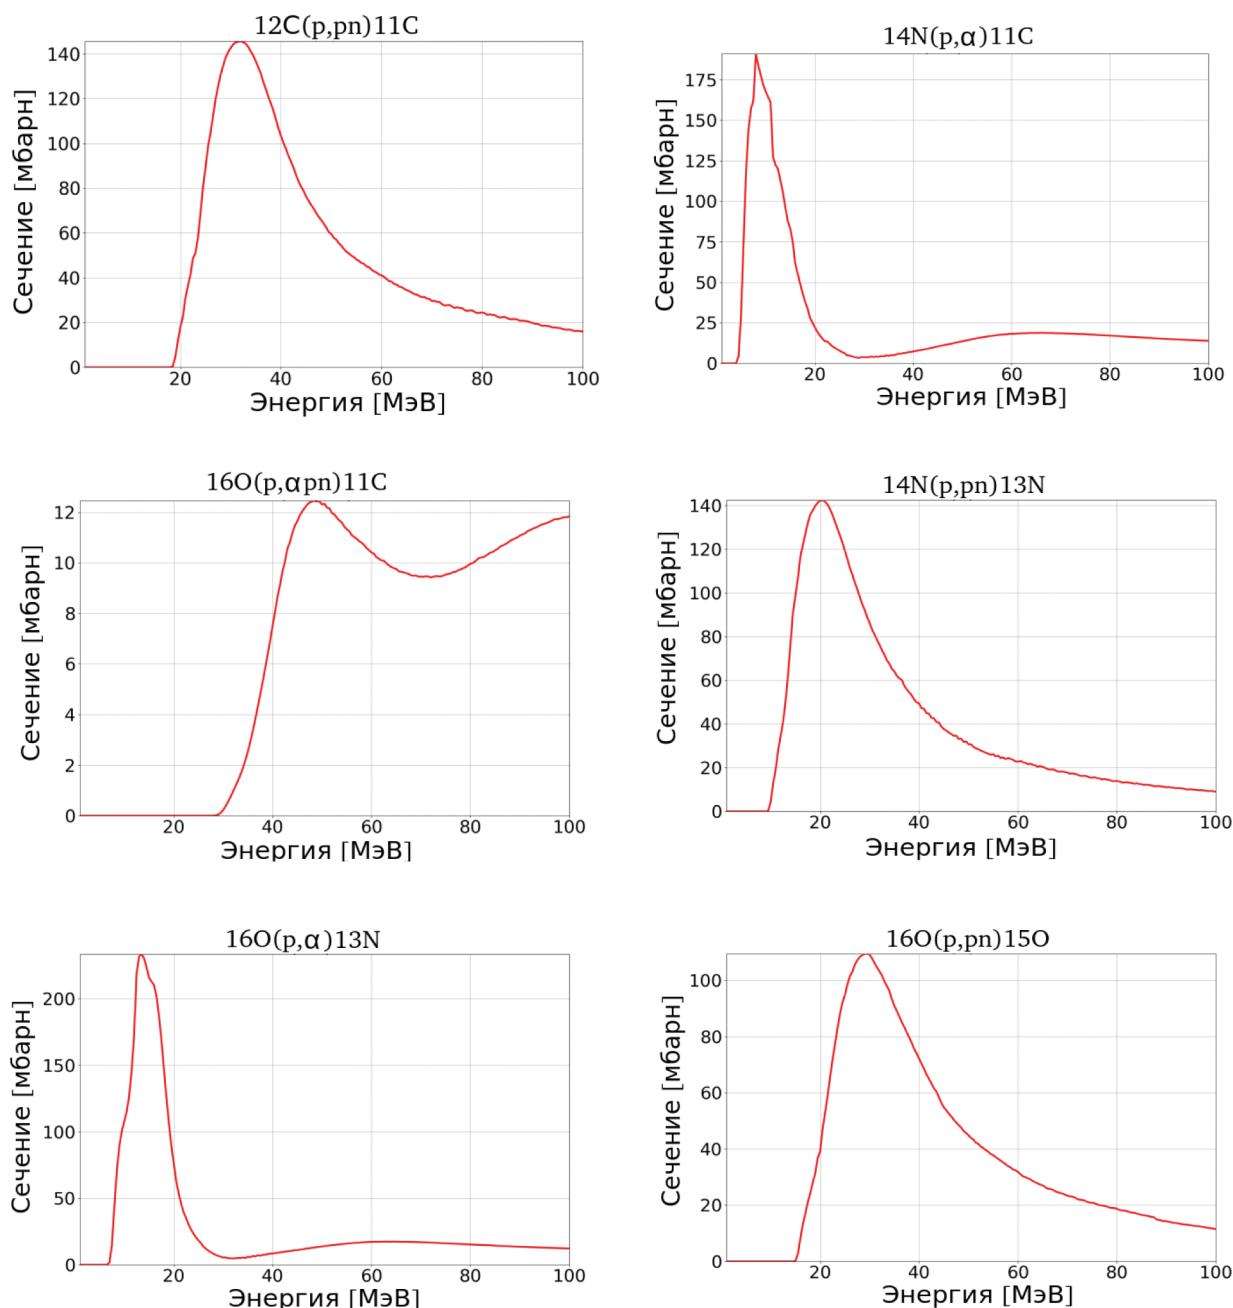 12C(p,pn)11C
140
120
100
80
60
40
20
0
20 40 60 80 100
Сечение [мбарн]
Энергия [МэВ]
14N(p,α)11C
175
150
125
100
75
50
25
0
20 40 60 80 100
Сечение [мбарн]
Энергия [МэВ]
16O(p,αpn)11C
12
10
8
6
4
2
0
20 40 60 80 100
Сечение [мбарн]
Энергия [МэВ]
14N(p,pn)13N
140
120
100
80
60
40
20
0
20 40 60 80 100
Сечение [мбарн]
Энергия [МэВ]
16O(p,α)13N
200
150
100
50
0
20 40 60 80 100
Сечение [мбарн]
Энергия [МэВ]
16O(p,pn)15O
100
80
60
40
20
0
20 40 60 80 100
Сечение [мбарн]
Энергия [МэВ]